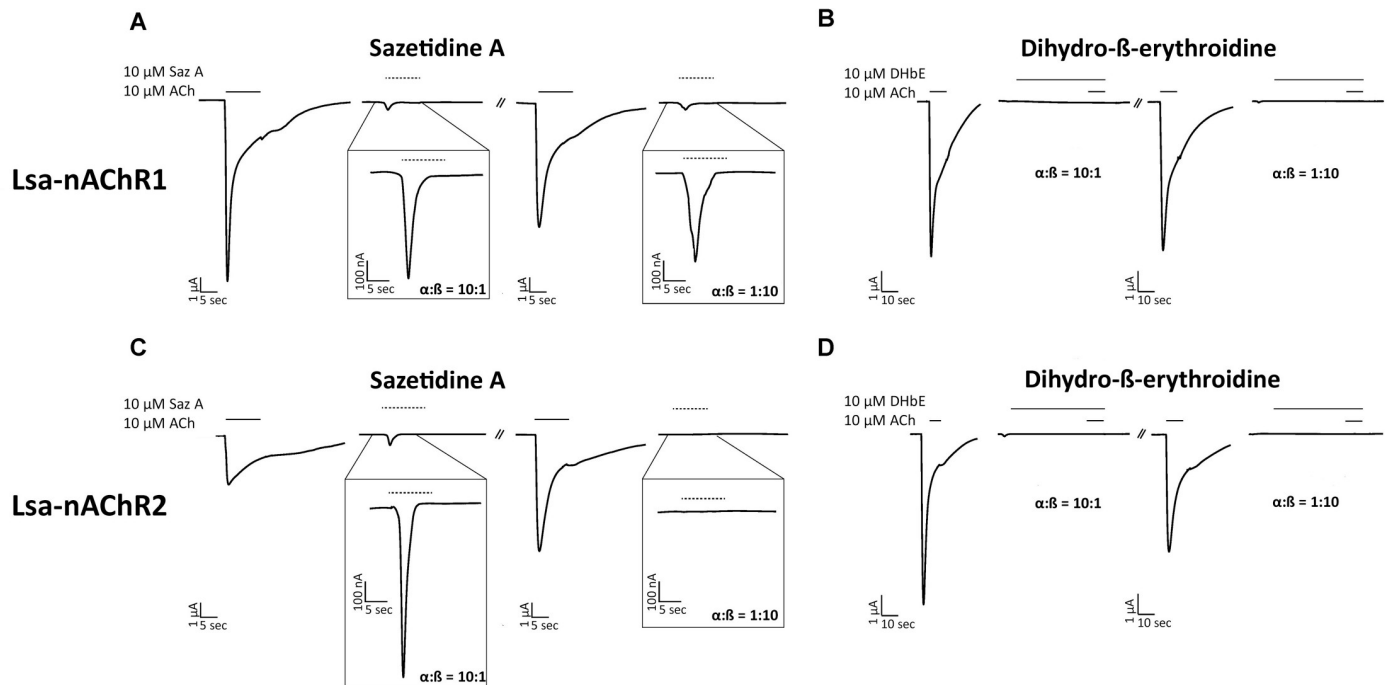 A
Sazetidine A
10 µM Saz A
10 µM ACh
Lsa-nAChR1
//
1 µA
5 sec
100 nA
5 sec
α:ß = 10:1
1 µA
5 sec
100 nA
5 sec
α:ß = 1:10
B
Dihydro-ß-erythroidine
10 µM DHbE
10 µM ACh
//
α:ß = 10:1
α:ß = 1:10
1 µA
10 sec
1 µA
10 sec
C
Sazetidine A
10 µM Saz A
10 µM ACh
Lsa-nAChR2
//
1 µA
5 sec
100 nA
5 sec
α:ß = 10:1
1 µA
5 sec
100 nA
5 sec
α:ß = 1:10
D
Dihydro-ß-erythroidine
10 µM DHbE
10 µM ACh
//
α:ß = 10:1
α:ß = 1:10
1 µA
10 sec
1 µA
10 sec